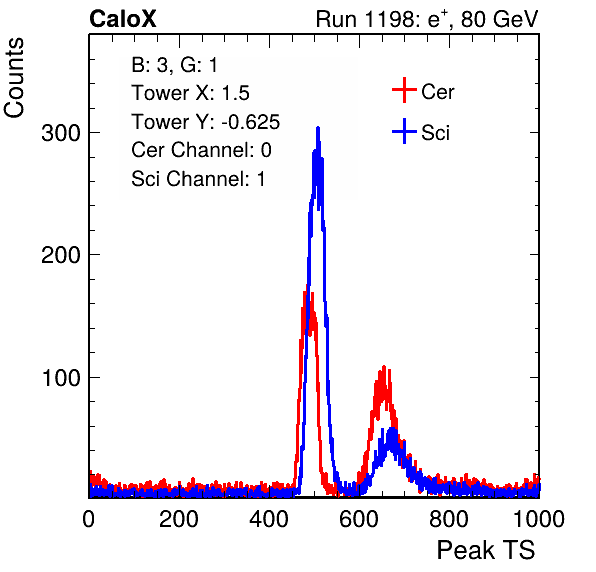 CaloX Run 1198: e⁺, 80 GeV
Counts
B: 3, G: 1
Tower X: 1.5
Tower Y: -0.625
Cer Channel: 0
Sci Channel: 1
Cer
Sci
300
200
100
0 200 400 600 800 1000
Peak TS